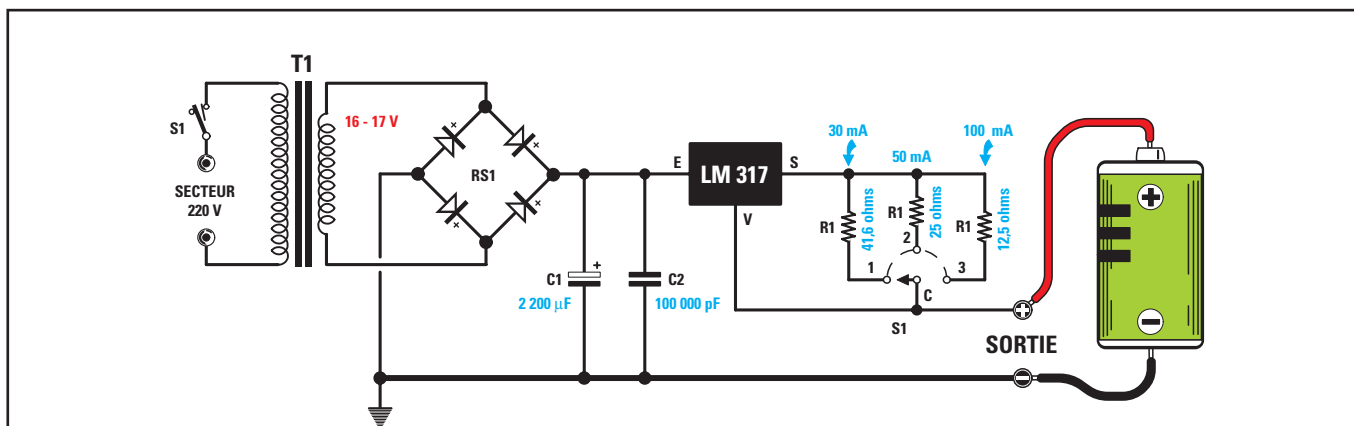 T1
S1
16 - 17 V
SECTEUR
220 V
RS1
+
+
+
+
C1
+
2 200 µF
C2
100 000 pF
E
LM 317
S
V
30 mA
50 mA
100 mA
R1
41,6 ohms
R1
25 ohms
R1
12,5 ohms
1
2
3
C
S1
SORTIE
+
−
+
−